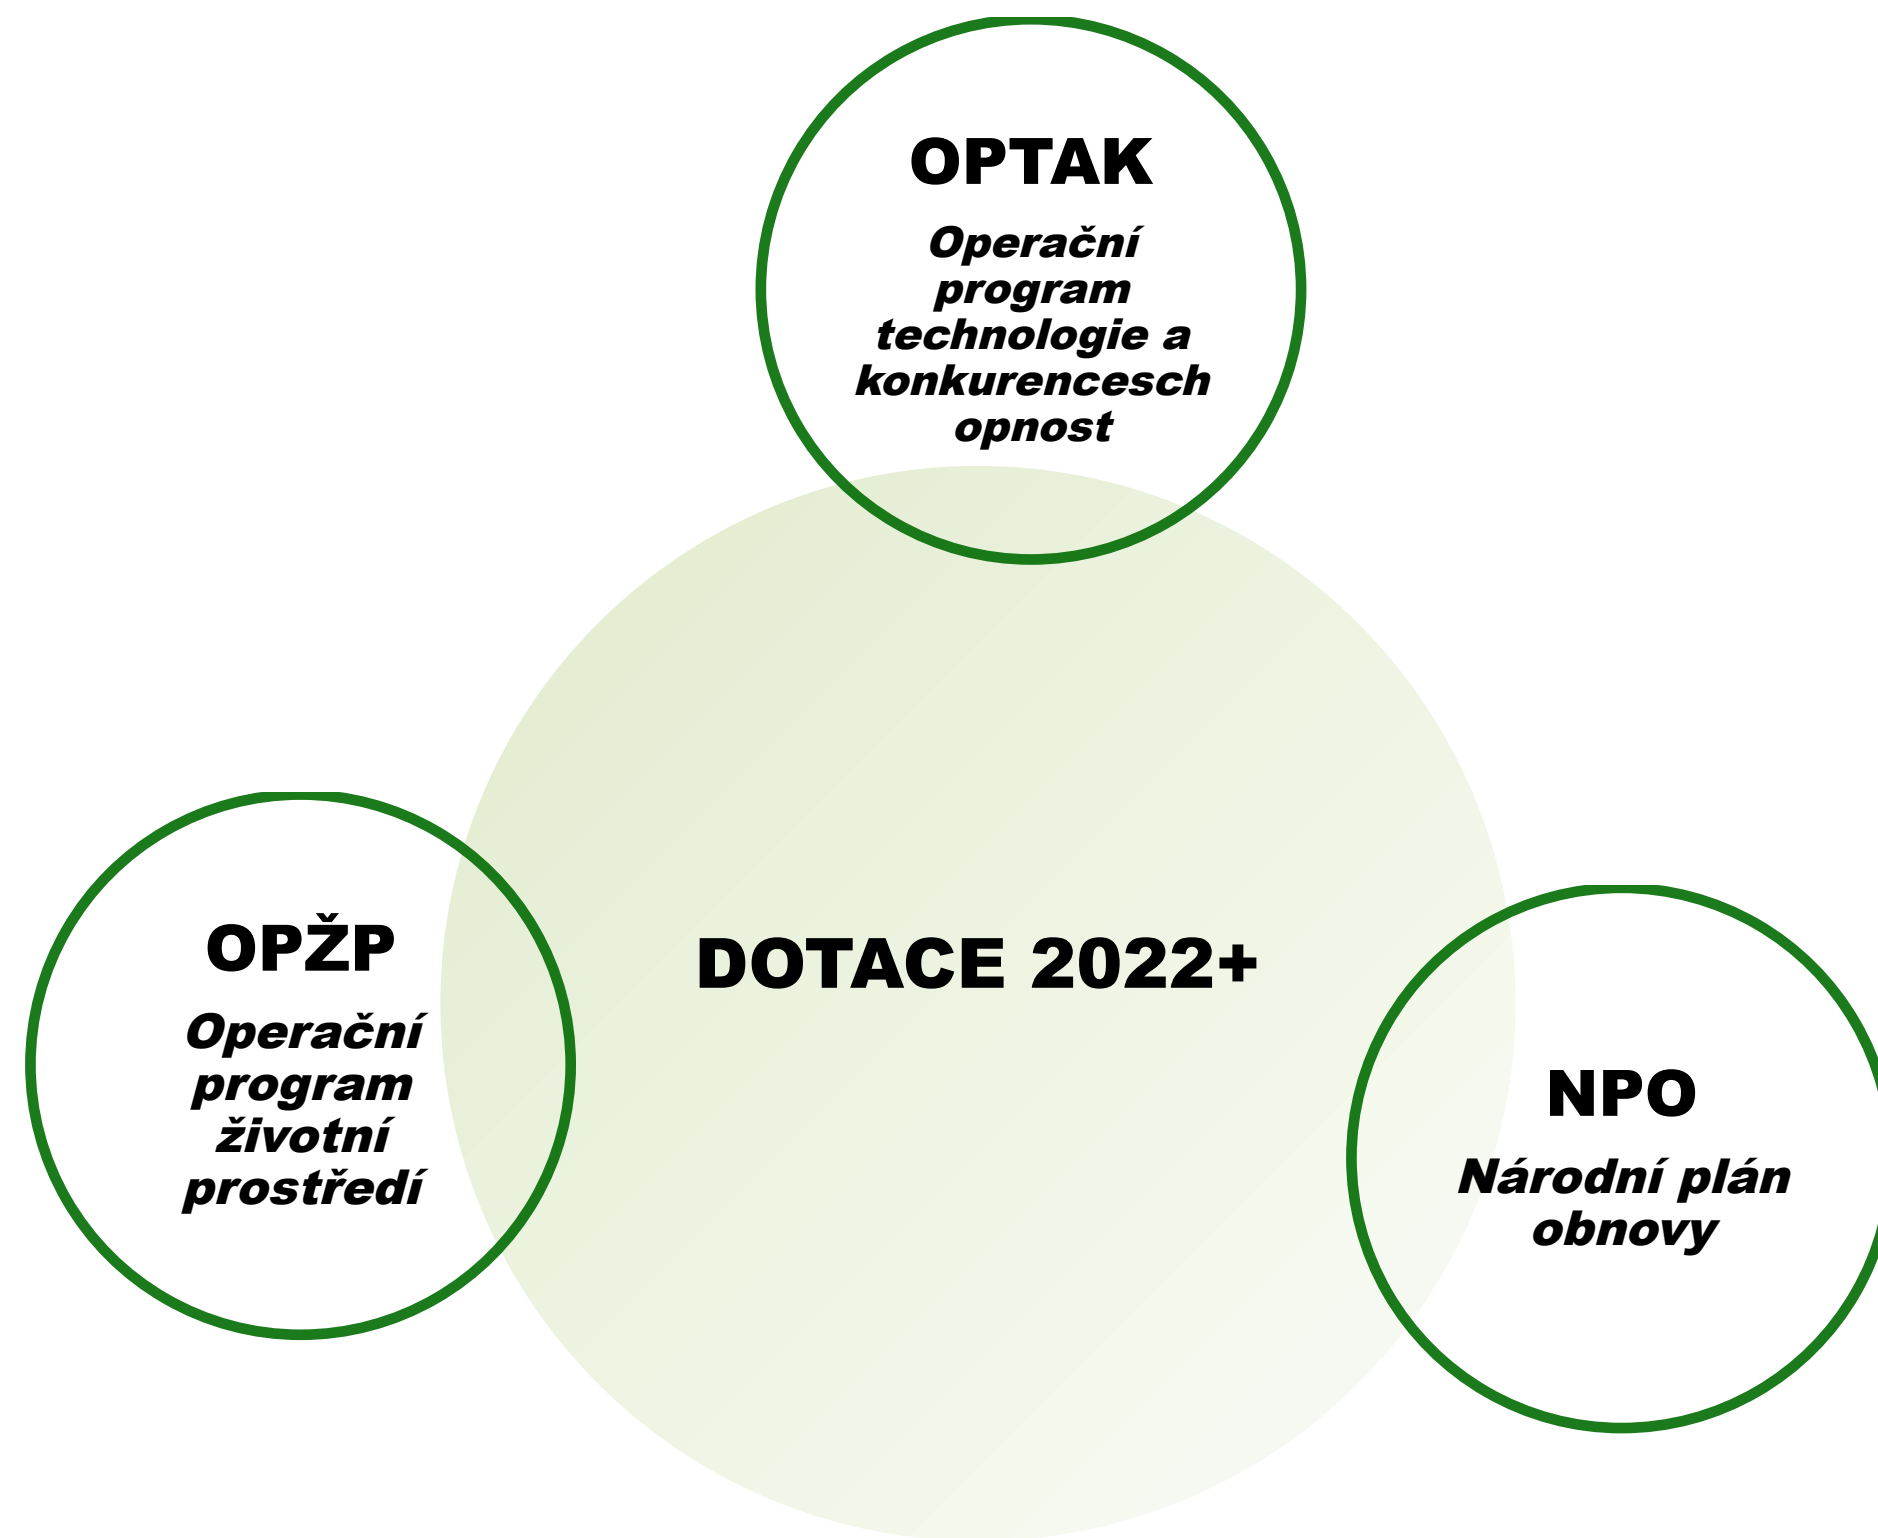 OPTAK
Operační
program
technologie a
konkurencesch
opnost
DOTACE 2022+
OPŽP
Operační
program
životní
prostředí
NPO
Národní plán
obnovy